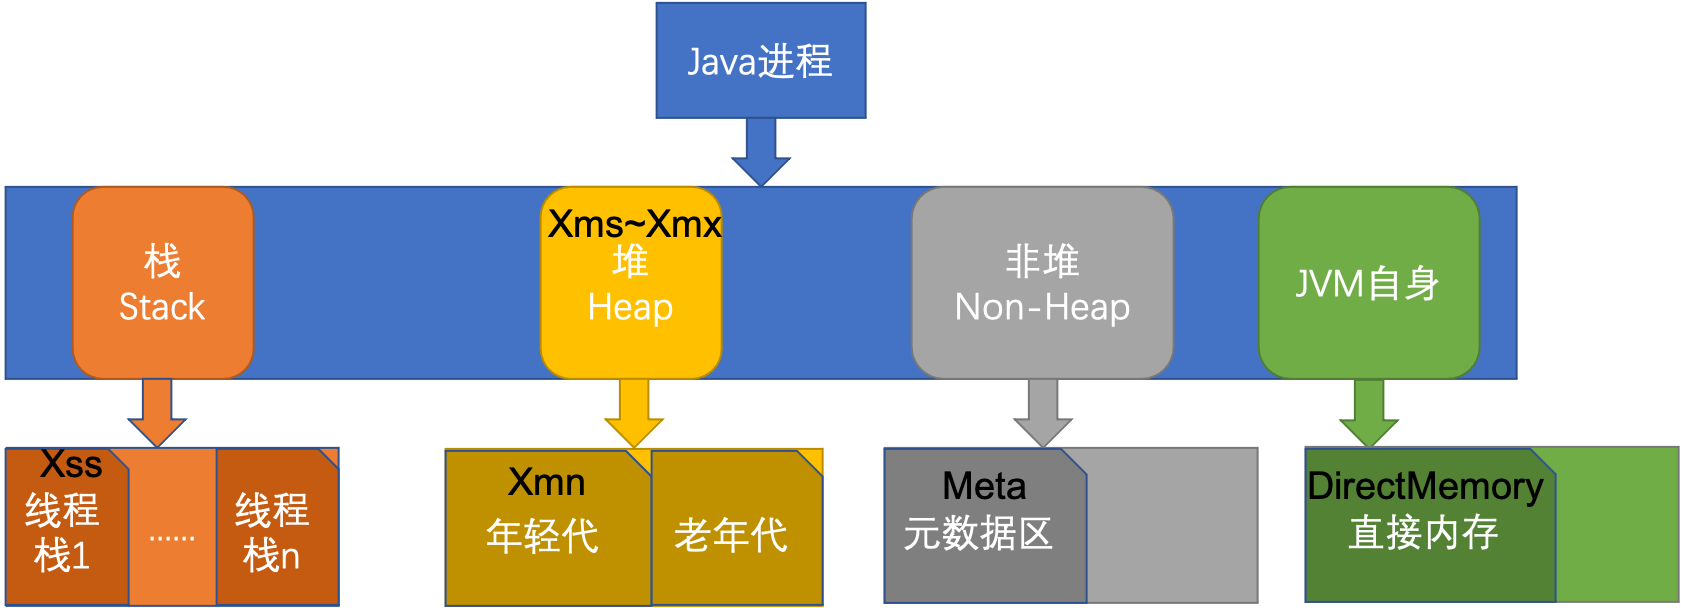 Java进程
栈
Stack
Xms~Xmx
堆
Heap
非堆
Non-Heap
JVM自身
Xss
线程
栈1
......
线程
栈n
Xmn
年轻代
老年代
Meta
元数据区
DirectMemory
直接内存